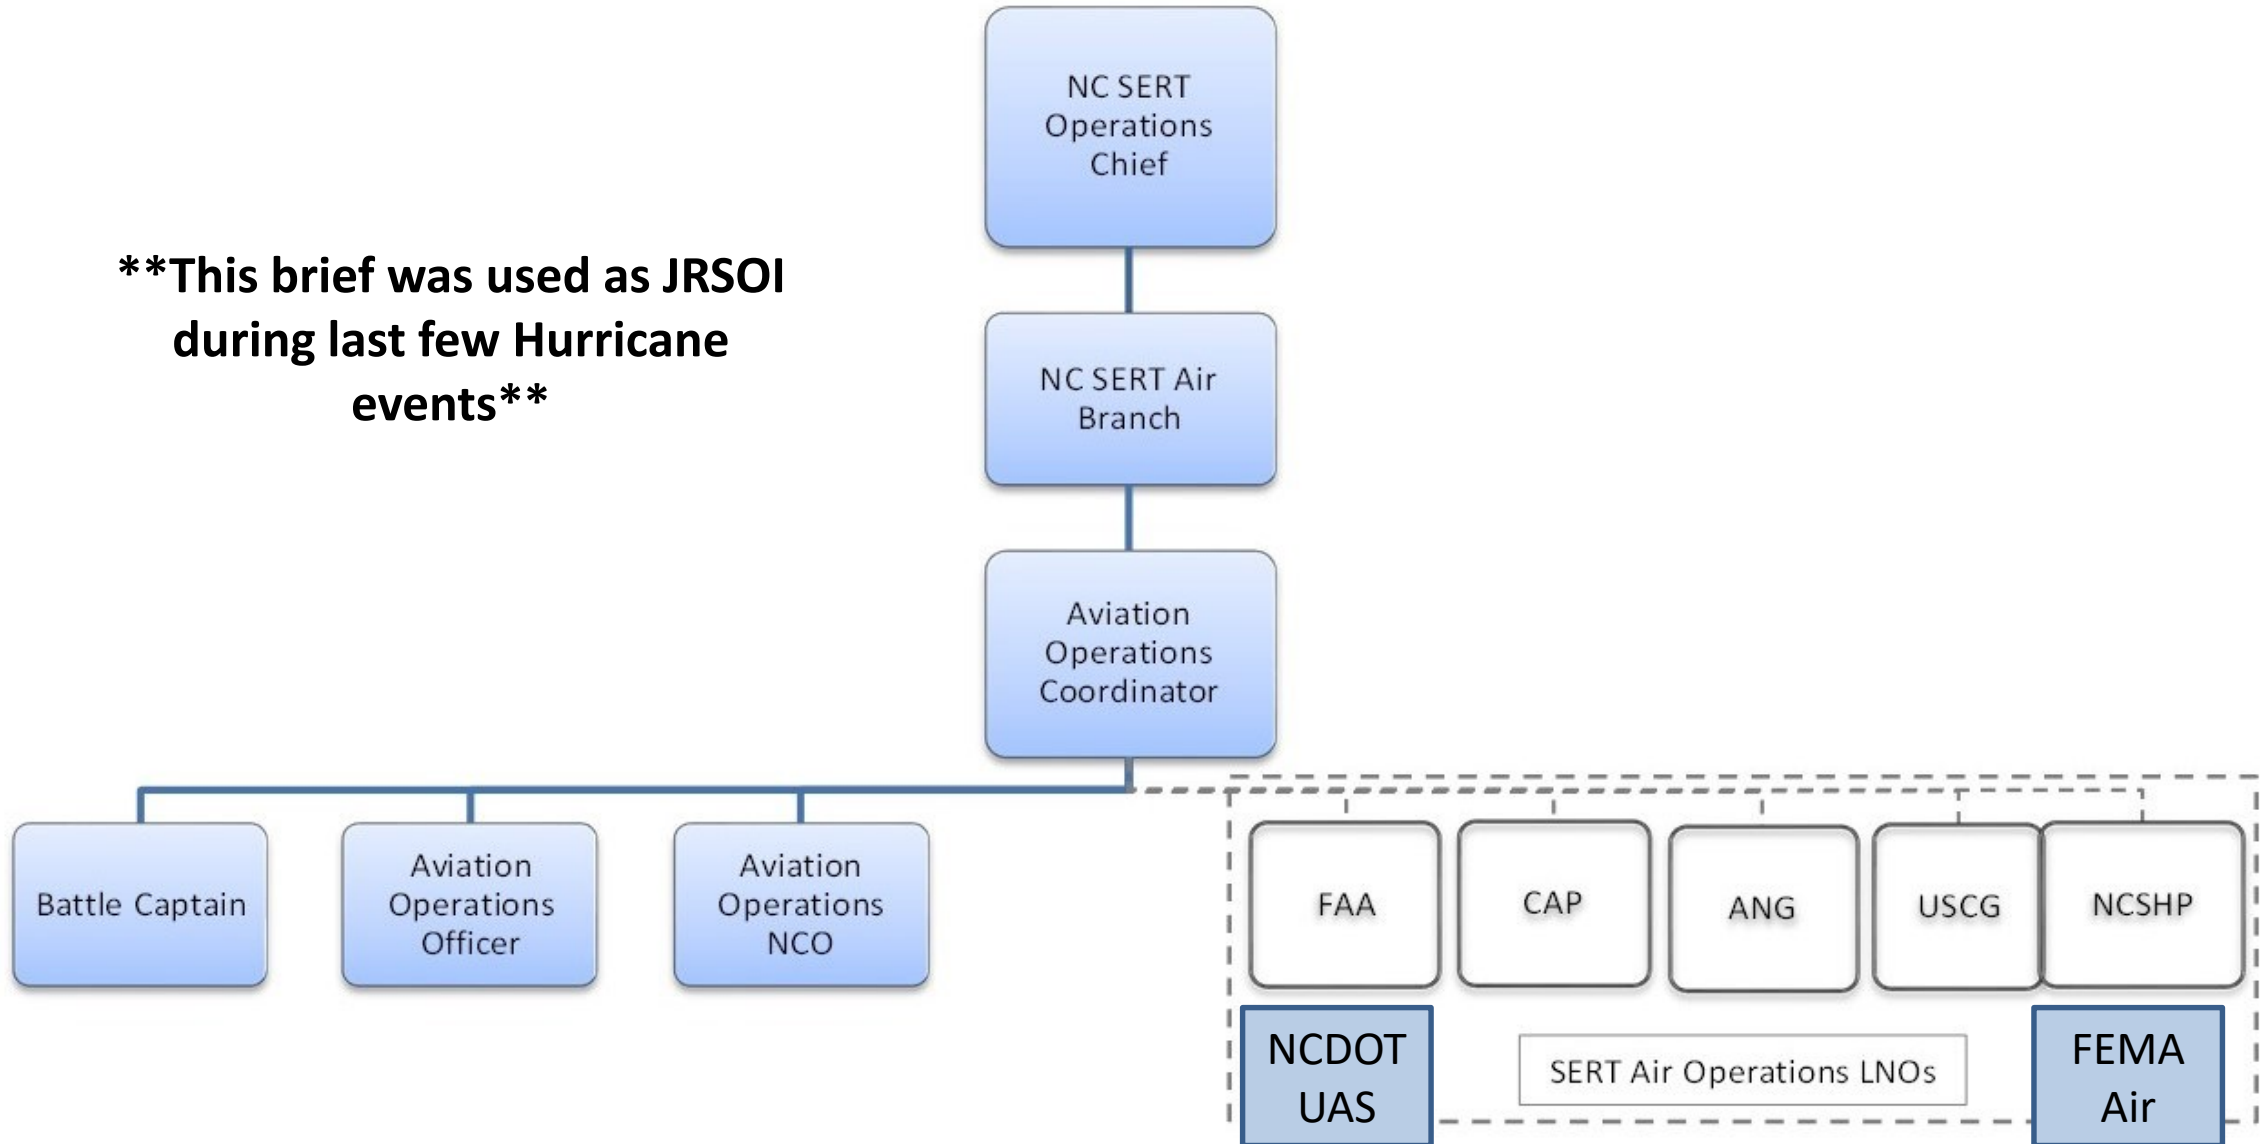 NC SERT
Operations
Chief
**This brief was used as JRSOI
during last few Hurricane
events**
NC SERT Air
Branch
Aviation
Operations
Coordinator
Battle Captain
Aviation
Operations
Officer
Aviation
Operations
NCO
FAA
CAP
ANG
USCG
NCSHP
NCDOT
UAS
SERT Air Operations LNOs
FEMA
Air